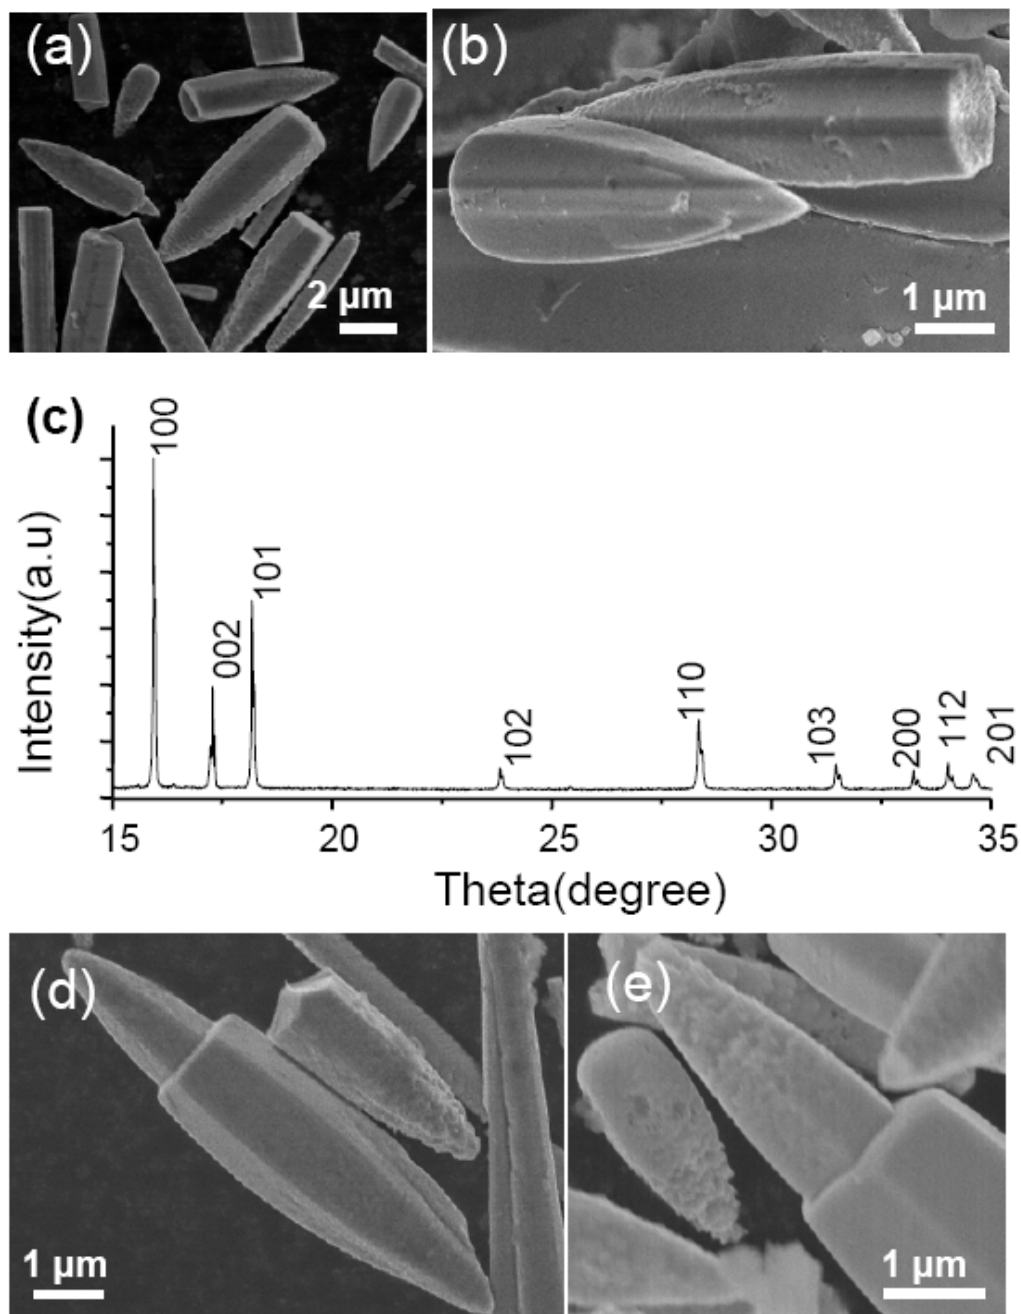 (a)
(b)
2 µm
1 µm
(c)
Intensity(a.u)
100
002
101
102
110
103
200
112
201
15
20
25
30
35
Theta(degree)
(d)
(e)
1 µm
1 µm